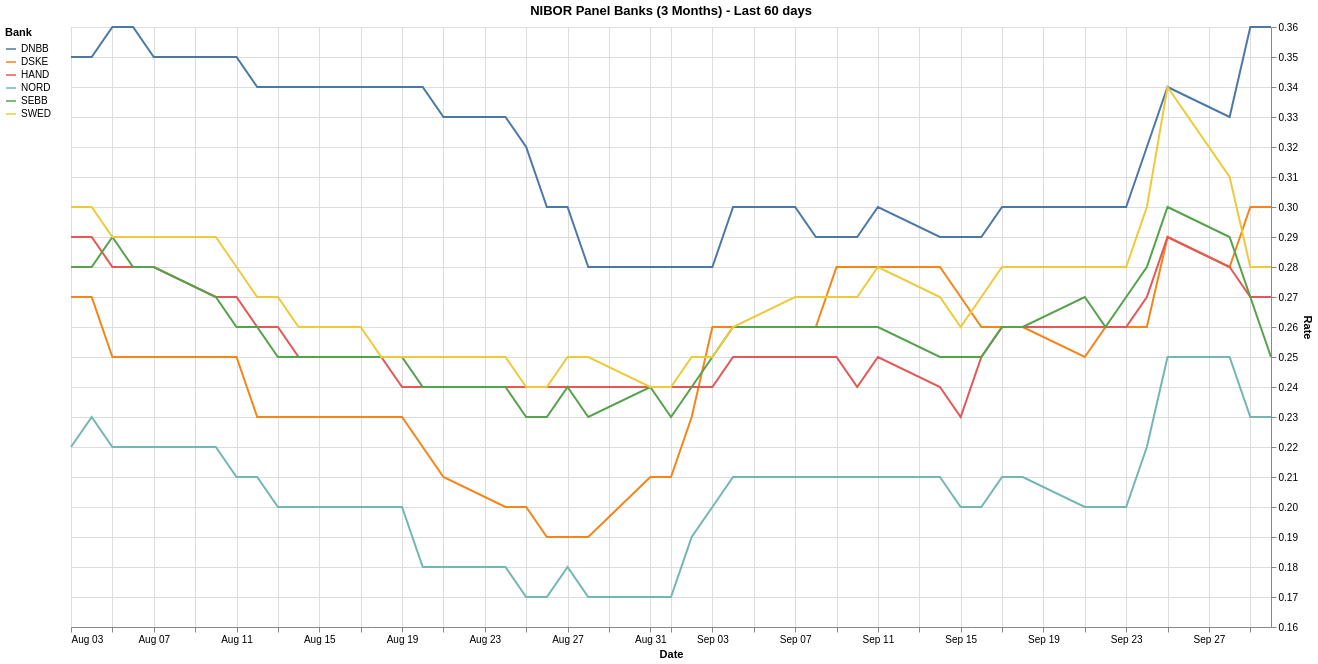 NIBOR Panel Banks (3 Months) - Last 60 days
Bank
DNBB
DSKE
HAND
NORD
SEBB
SWED
0.36
0.35
0.34
0.33
0.32
0.31
0.30
0.29
0.28
0.27
0.26
0.25
0.24
0.23
0.22
0.21
0.20
0.19
0.18
0.17
0.16
Rate
Aug 03 Aug 07 Aug 11 Aug 15 Aug 19 Aug 23 Aug 27 Aug 31 Sep 03 Sep 07 Sep 11 Sep 15 Sep 19 Sep 23 Sep 27
Date